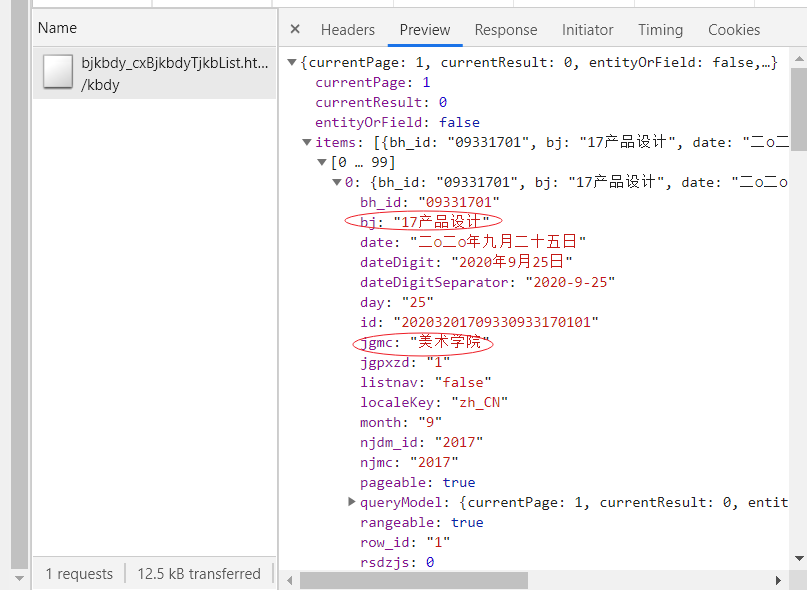 Name
bjkbdy_cxBjkbdyTjkbList.ht...
/kbdy
1 requests
12.5 kB transferred
× Headers Preview Response Initiator Timing Cookies
▼{currentPage: 1, currentResult: 0, entityOrField: false,…}
currentPage: 1
currentResult: 0
entityOrField: false
▼items: [{bh_id: "09331701", bj: "17产品设计", date: "二o二
▼[0 … 99]
▼0: {bh_id: "09331701", bj: "17产品设计", date: "二o二o
bh_id: "09331701"
bj: "17产品设计"
date: "二o二o年九月二十五日"
dateDigit: "2020年9月25日"
dateDigitSeparator: "2020-9-25"
day: "25"
id: "20203201709330933170101"
jgmc: "美术学院"
jgpxzd: "1"
listnav: "false"
localeKey: "zh_CN"
month: "9"
njdm_id: "2017"
njmc: "2017"
pageable: true
▶queryModel: {currentPage: 1, currentResult: 0, entit
rangeable: true
row_id: "1"
rsdzjs: 0